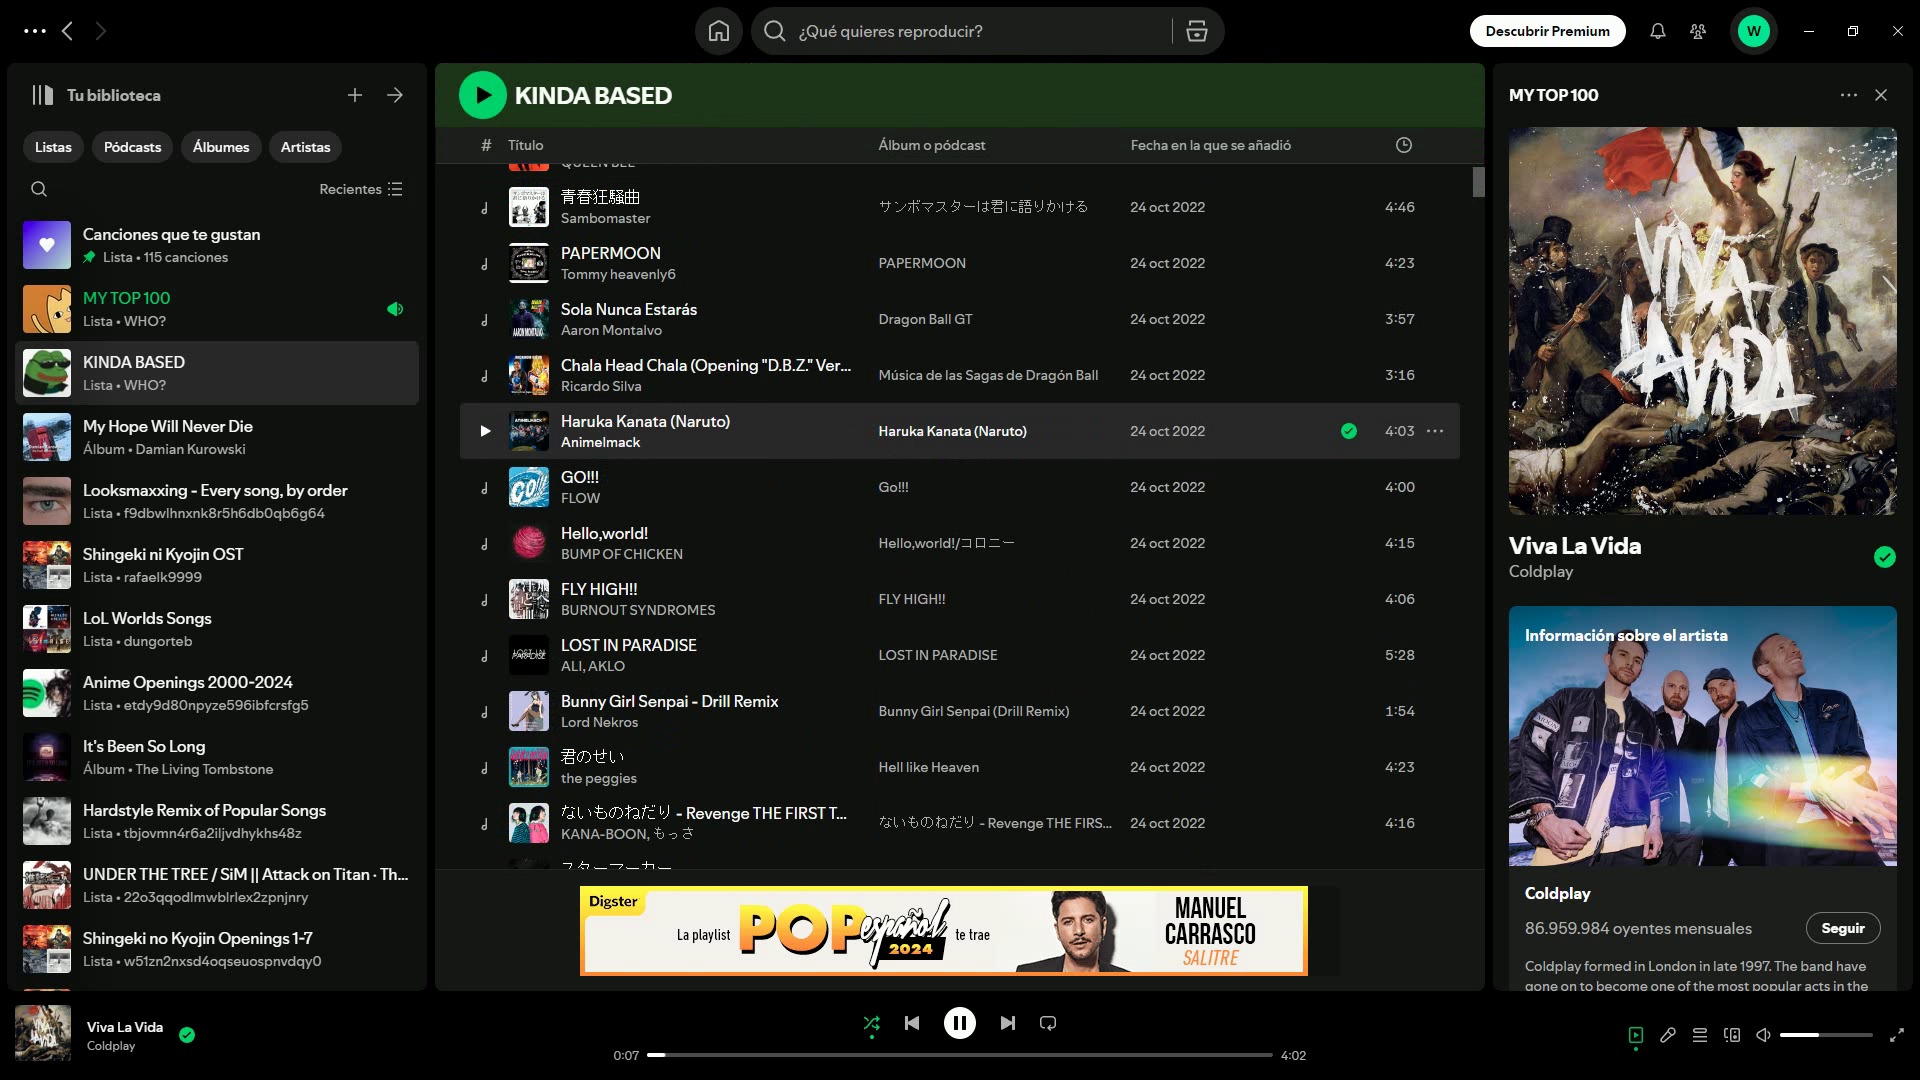 ¿Qué quieres reproducir?
Descubrir Premium
W
Tu biblioteca
Listas
Pódcasts
Álbumes
Artistas
Recientes
Canciones que te gustan
Lista • 115 canciones
MY TOP 100
Lista • WHO?
KINDA BASED
Lista • WHO?
My Hope Will Never Die
Álbum • Damian Kurowski
Looksmaxxing - Every song, by order
Lista • f9dbwlhnxnk8r5h6db0qb6g64
Shingeki ni Kyojin OST
Lista • rafaelk9999
LoL Worlds Songs
Lista • dungorteb
Anime Openings 2000-2024
Lista • etdy9d80npyze596ibfcrsfg5
It's Been So Long
Álbum • The Living Tombstone
Hardstyle Remix of Popular Songs
Lista • tbjovmn4r6a2iljvdhykhs48z
UNDER THE TREE / SiM || Attack on Titan · Th...
Lista • 22o3qqodlmwblrlex2zpnjnry
Shingeki no Kyojin Openings 1-7
Lista • w51zn2nxsd4oqseuospnvdqy0
KINDA BASED
# Título Álbum o pódcast Fecha en la que se añadió
QUEEN BEE
青春狂騒曲
Sambomaster
サンボマスターは君に語りかける 24 oct 2022 4:46
PAPERMOON
Tommy heavenly6
PAPERMOON 24 oct 2022 4:23
Sola Nunca Estarás
Aaron Montalvo
Dragon Ball GT 24 oct 2022 3:57
Chala Head Chala (Opening "D.B.Z." Ver...
Ricardo Silva
Música de las Sagas de Dragón Ball 24 oct 2022 3:16
Haruka Kanata (Naruto)
Animelmack
Haruka Kanata (Naruto) 24 oct 2022 4:03
GO!!!
FLOW
Go!!! 24 oct 2022 4:00
Hello,world!
BUMP OF CHICKEN
Hello,world!/コロニー 24 oct 2022 4:15
FLY HIGH!!
BURNOUT SYNDROMES
FLY HIGH!! 24 oct 2022 4:06
LOST IN PARADISE
ALI, AKLO
LOST IN PARADISE 24 oct 2022 5:28
Bunny Girl Senpai - Drill Remix
Lord Nekros
Bunny Girl Senpai (Drill Remix) 24 oct 2022 1:54
君のせい
the peggies
Hell like Heaven 24 oct 2022 4:23
ないものねだり - Revenge THE FIRST T...
KANA-BOON, もっさ
ないものねだり - Revenge THE FIRS... 24 oct 2022 4:16
スターマーカー
Digster
La playlist POP español 2024 te trae
MANUEL
CARRASCO
SALITRE
MY TOP 100
VIVA
LA VIDA
Viva La Vida
Coldplay
Información sobre el artista
Coldplay
86.959.984 oyentes mensuales
Seguir
Coldplay formed in London in late 1997. The band have
gone on to become one of the most popular acts in the
Viva La Vida
Coldplay
0:07
4:02